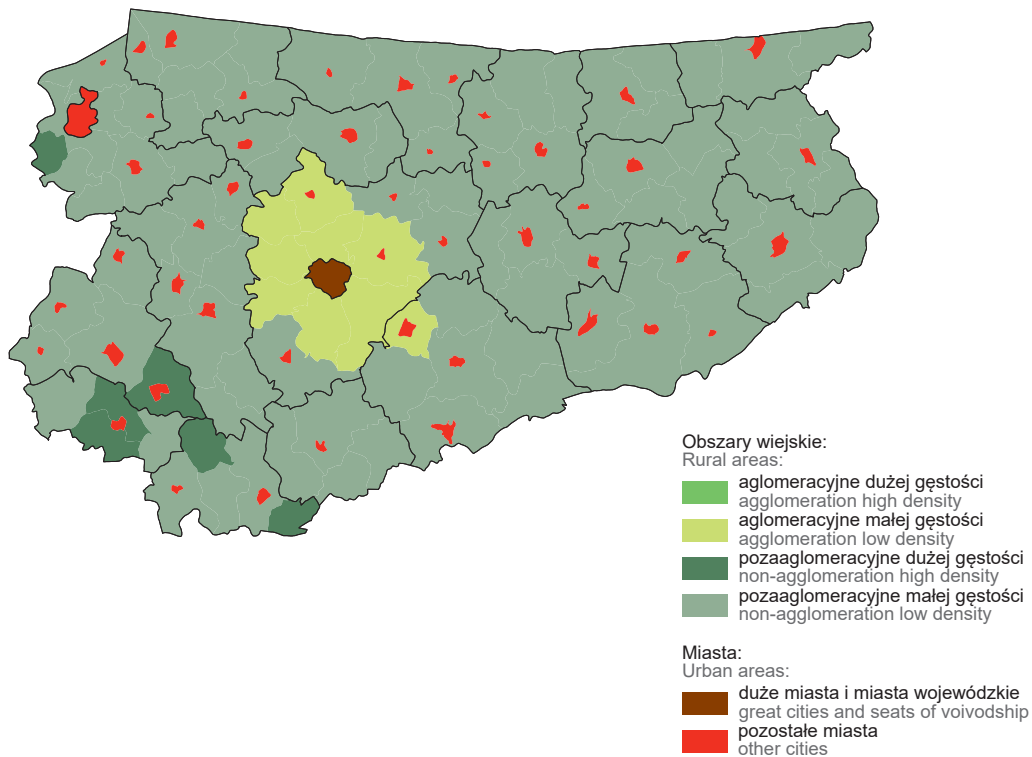 Obszary wiejskie:
Rural areas:
aglomeracyjne dużej gęstości
agglomeration high density
aglomeracyjne małej gęstości
agglomeration low density
pozaaglomeracyjne dużej gęstości
non-agglomeration high density
pozaaglomeracyjne małej gęstości
non-agglomeration low density
Miasta:
Urban areas:
duże miasta i miasta wojewódzkie
great cities and seats of voivodship
pozostałe miasta
other cities